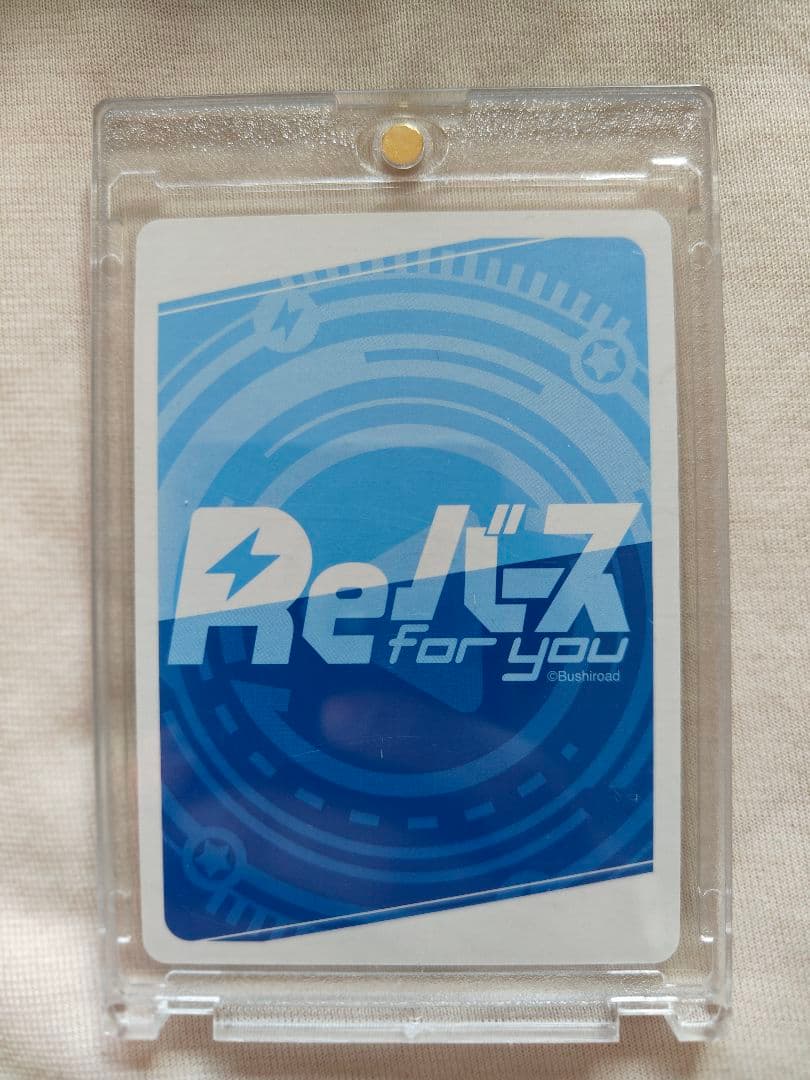 Reバース
for you
©Bushiroad